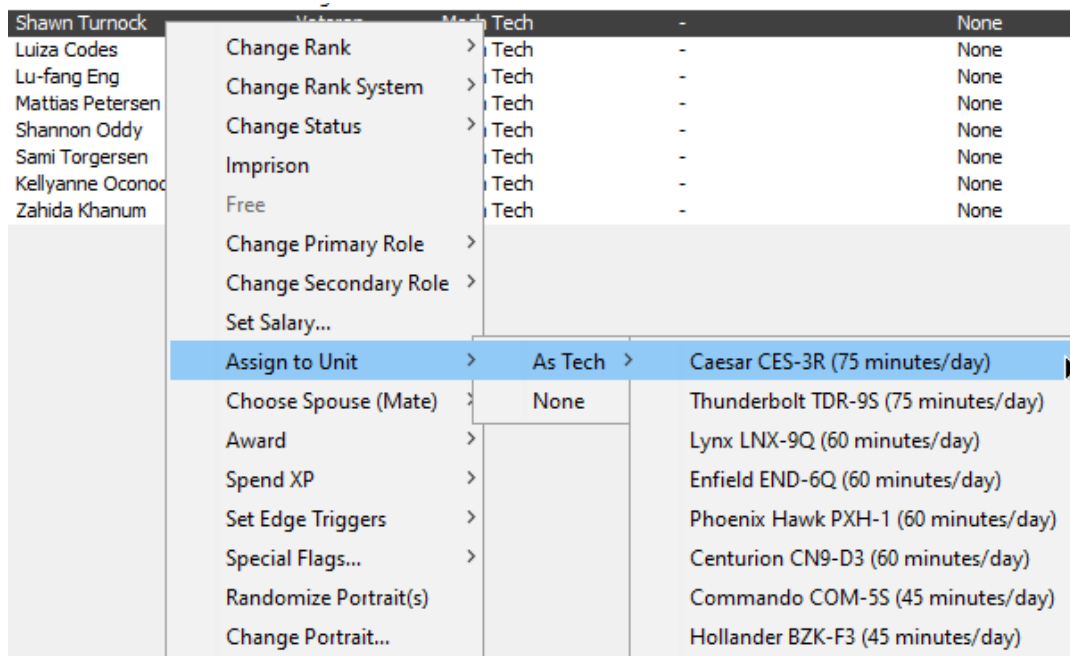 Shawn Turnock Veteran Mech Tech - None
Luiza Codes Tech - None
Lu-fang Eng Tech - None
Mattias Petersen Tech - None
Shannon Oddy Tech - None
Sami Torgersen Tech - None
Kellyanne Oconoc Tech - None
Zahida Khanum Tech - None
Change Rank >
Change Rank System >
Change Status >
Imprison
Free
Change Primary Role >
Change Secondary Role >
Set Salary...
Assign to Unit >
Choose Spouse (Mate) >
Award >
Spend XP >
Set Edge Triggers >
Special Flags... >
Randomize Portrait(s)
Change Portrait...
As Tech >
None
Caesar CES-3R (75 minutes/day)
Thunderbolt TDR-9S (75 minutes/day)
Lynx LNX-9Q (60 minutes/day)
Enfield END-6Q (60 minutes/day)
Phoenix Hawk PXH-1 (60 minutes/day)
Centurion CN9-D3 (60 minutes/day)
Commando COM-5S (45 minutes/day)
Hollander BZK-F3 (45 minutes/day)